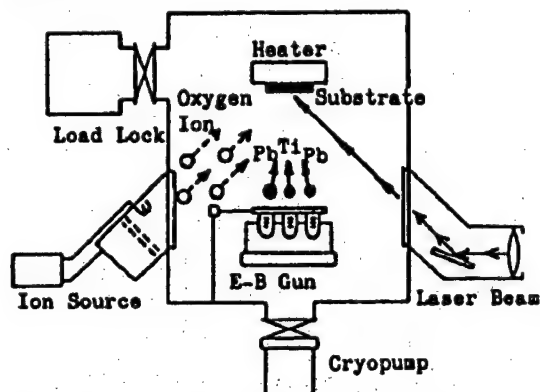 Heater
Substrate
Oxygen
Ion
Load Lock
Pb Ti Pb
E-B Gun
Ion Source
Laser Beam
Cryopump